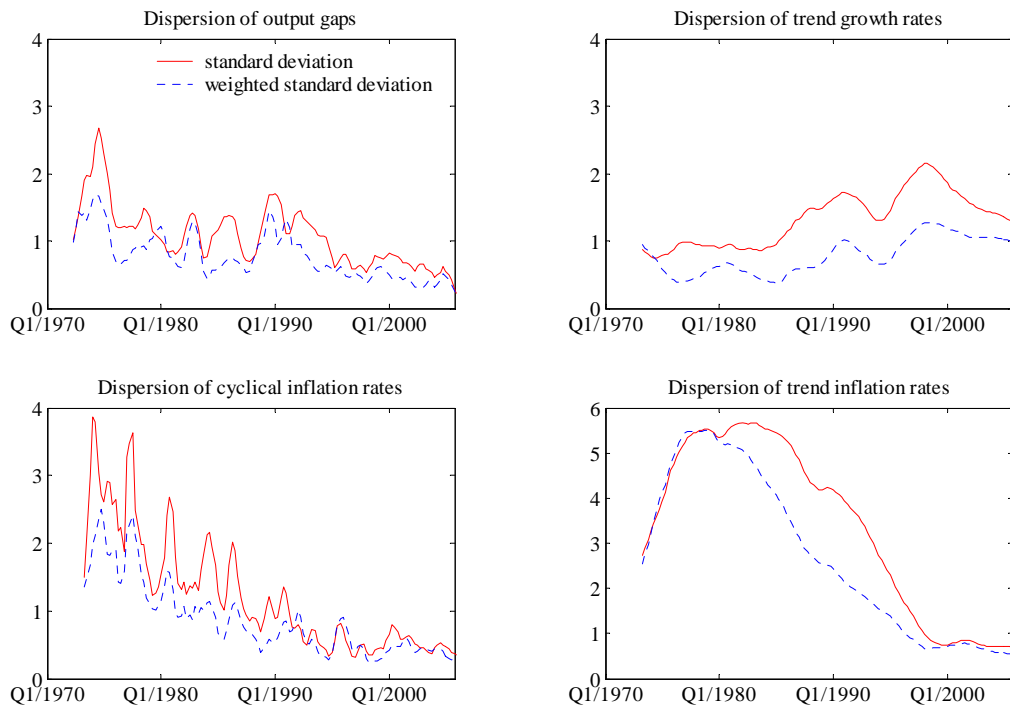 Dispersion of output gaps
4
3
2
1
0
standard deviation
weighted standard deviation
Q1/1970 Q1/1980 Q1/1990 Q1/2000
Dispersion of trend growth rates
4
3
2
1
0
Q1/1970 Q1/1980 Q1/1990 Q1/2000
Dispersion of cyclical inflation rates
4
3
2
1
0
Q1/1970 Q1/1980 Q1/1990 Q1/2000
Dispersion of trend inflation rates
6
5
4
3
2
1
0
Q1/1970 Q1/1980 Q1/1990 Q1/2000